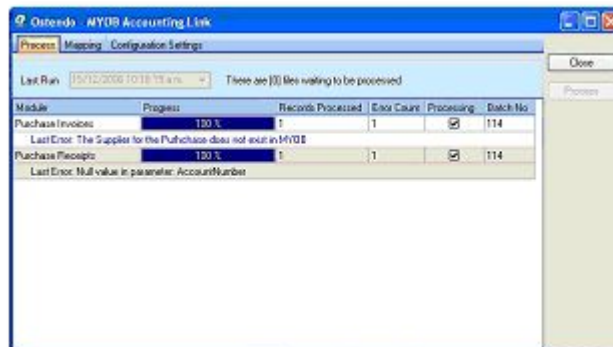 Ostendo - MYOB Accounting Link
Process Mapping Configuration Settings
Close
Last Run 15/12/2006 10:18:19 a.m. There are [0] files waiting to be processed
Process
Module Progress Records Processed Error Count Processing Batch No
Purchase Invoices 100 % 1 1 114
Last Error: The Supplier for the Puthchase does not exist in MYOB
Purchase Receipts 100 % 1 1 114
Last Error: Null value in parameter: AccountNumber